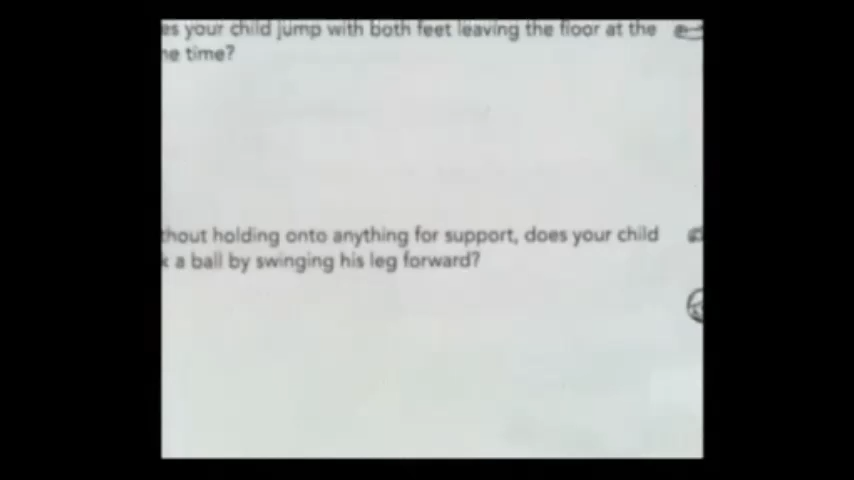 es your child jump with both feet leaving the floor at the
e time?
thout holding onto anything for support, does your child
k a ball by swinging his leg forward?